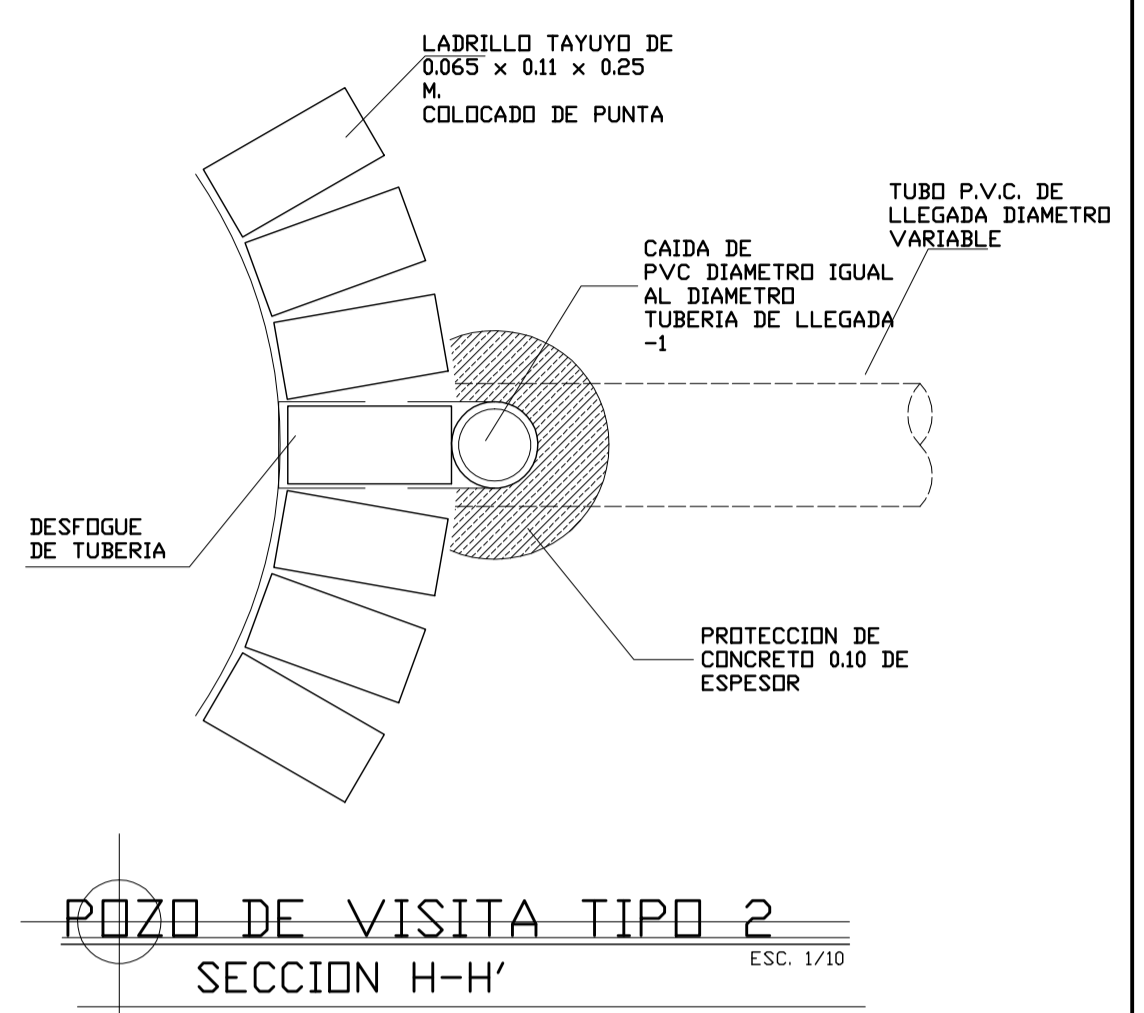 LADRILLO TAYUYO DE
0.065 x 0.11 x 0.25
M.
COLOCADO DE PUNTA
TUBO P.V.C. DE
LLEGADA DIAMETRO
VARIABLE
CAIDA DE
PVC DIAMETRO IGUAL
AL DIAMETRO
TUBERIA DE LLEGADA
-1
DESFOGUE
DE TUBERIA
PROTECCION DE
CONCRETO 0.10 DE
ESPESOR
POZO DE VISITA TIPO 2
ESC. 1/10
SECCION H-H'